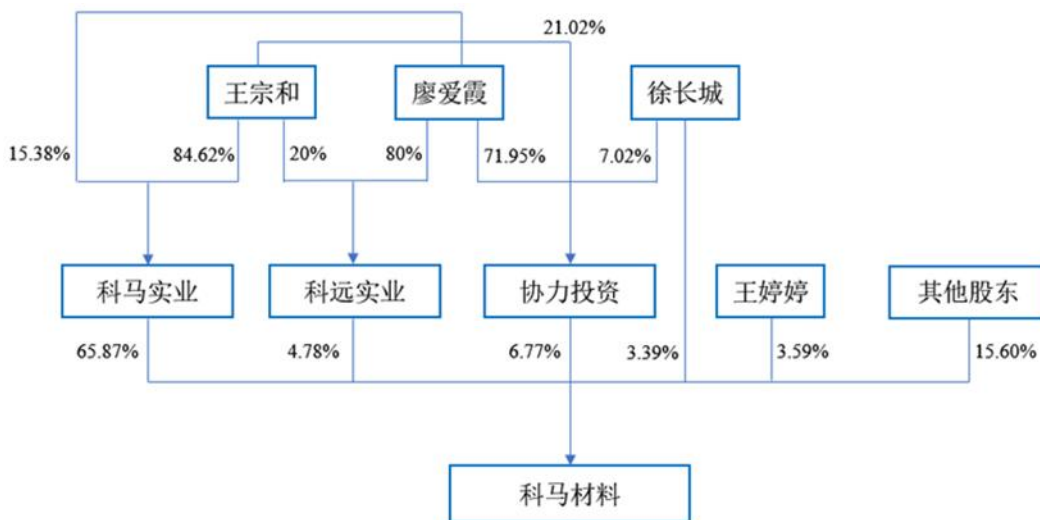 21.02%
王宗和
廖爱霞
徐长城
15.38%
84.62%
20%
80%
71.95%
7.02%
科马实业
科远实业
协力投资
王婷婷
其他股东
65.87%
4.78%
6.77%
3.39%
3.59%
15.60%
科马材料